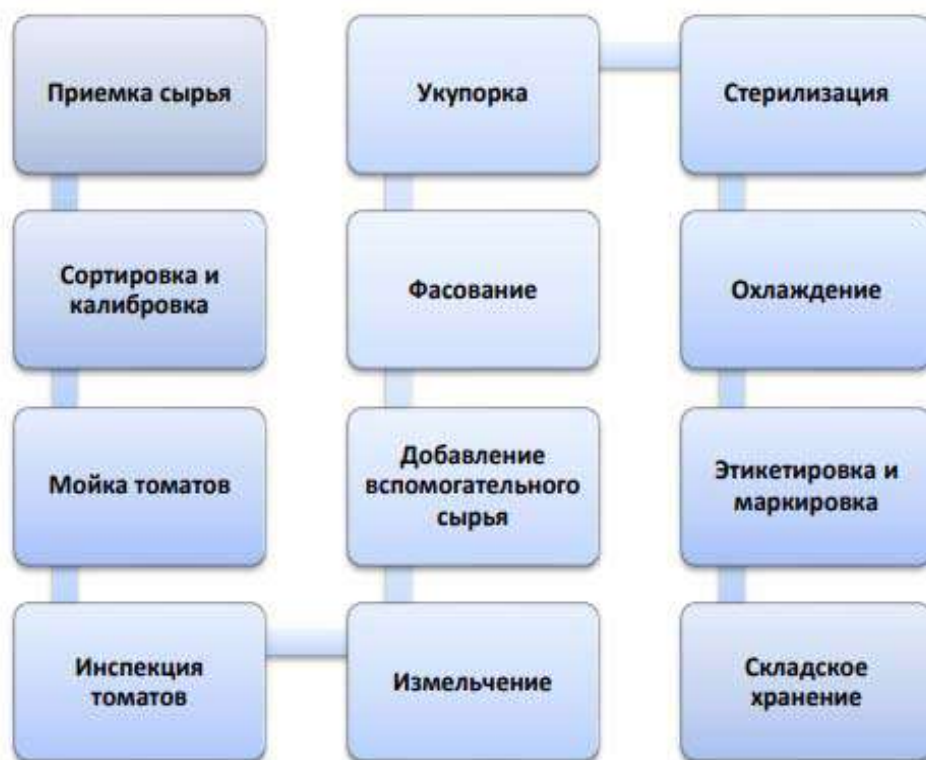 Приемка сырья
Сортировка и
калибровка
Мойка томатов
Инспекция
томатов
Измельчение
Добавление
вспомогательного
сырья
Фасование
Укупорка
Стерилизация
Охлаждение
Этикетировка и
маркировка
Складское
хранение